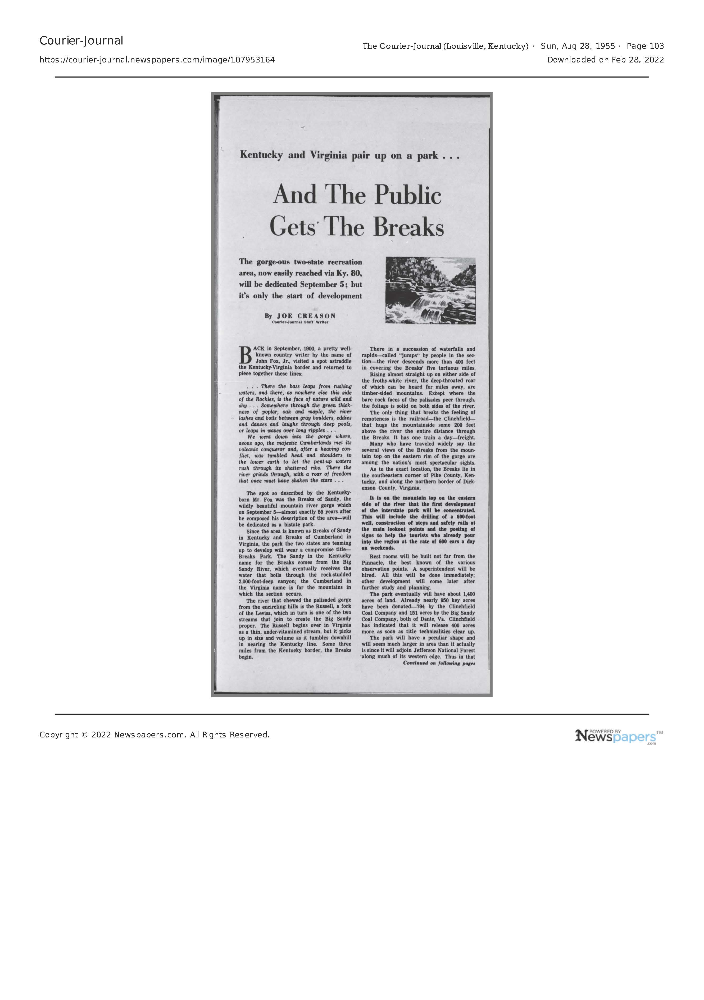 Courier-Journal
https://courier-journal.newspapers.com/image/107953164
The Courier-Journal (Louisville, Kentucky) · Sun, Aug 28, 1955 · Page 103
Downloaded on Feb 28, 2022
Kentucky and Virginia pair up on a park . . .
And The Public
Gets The Breaks
The gorge-ous two-state recreation
area, now easily reached via Ky. 80,
will be dedicated September 5; but
it's only the start of development
By JOE CREASON
Courier-Journal Staff Writer
BACK in September, 1900, a pretty well-
known country writer by the name of
John Fox, Jr., visited a spot astraddle
the Kentucky-Virginia border and returned to
piece together these lines:
. . . There the bass leaps from rushing
waters, and there, as nowhere else this side
of the Rockies, is the face of nature wild and
shy . . . Somewhere through the green thick-
ness of poplar, oak and maple, the river
lashes and boils between gray boulders, eddies
and dances and laughs through deep pools,
or leaps in waves over long ripples . . .
We went down into the gorge where,
aeons ago, the majestic Cumberlands met its
volcanic conqueror and, after a heaving con-
flict, was tumbled head and shoulders to
the lower earth to let the pent-up waters
rush through its shattered ribs. There the
river grinds through, with a roar of freedom
that once must have shaken the stars . . .
The spot so described by the Kentucky-
born Mr. Fox was the Breaks of Sandy, the
wildly beautiful mountain river gorge which
on September 5—almost exactly 55 years after
he composed his description of the area—will
be dedicated as a bistate park.
Since the area is known as Breaks of Sandy
in Kentucky and Breaks of Cumberland in
Virginia, the park the two states are teaming
up to develop will wear a compromise title—
Breaks Park. The Sandy in the Kentucky
name for the Breaks comes from the Big
Sandy River, which eventually receives the
water that boils through the rock-studded
2,000-foot-deep canyon; the Cumberland in
the Virginia name is for the mountains in
which the section occurs.
The river that chewed the palisaded gorge
from the encircling hills is the Russell, a fork
of the Levisa, which in turn is one of the two
streams that join to create the Big Sandy
proper. The Russell begins over in Virginia
as a thin, under-vitamined stream, but it picks
up in size and volume as it tumbles downhill
in nearing the Kentucky line. Some three
miles from the Kentucky border, the Breaks
begin.
There in a succession of waterfalls and
rapids—called "jumps" by people in the sec-
tion—the river descends more than 400 feet
in covering the Breaks' five tortuous miles.
Rising almost straight up on either side of
the frothy-white river, the deep-throated roar
of which can be heard for miles away, are
timber-sided mountains. Except where the
bare rock faces of the palisades peer through,
the foliage is solid on both sides of the river.
The only thing that breaks the feeling of
remoteness is the railroad—the Clinchfield—
that hugs the mountainside some 200 feet
above the river the entire distance through
the Breaks. It has one train a day—freight.
Many who have traveled widely say the
several views of the Breaks from the moun-
tain top on the eastern rim of the gorge are
among the nation's most spectacular sights.
As to the exact location, the Breaks lie in
the southeastern corner of Pike County, Ken-
tucky, and along the northern border of Dick-
enson County, Virginia.
It is on the mountain top on the eastern
side of the river that the first development
of the interstate park will be concentrated.
This will include the drilling of a 600-foot
well, construction of steps and safety rails at
the main lookout points and the posting of
signs to help the tourists who already pour
into the region at the rate of 600 cars a day
on weekends.
Rest rooms will be built not far from the
Pinnacle, the best known of the various
observation points. A superintendent will be
hired. All this will be done immediately;
other development will come later after
further study and planning.
The park eventually will have about 1,400
acres of land. Already nearly 950 key acres
have been donated—794 by the Clinchfield
Coal Company and 151 acres by the Big Sandy
Coal Company, both of Dante, Va. Clinchfield
has indicated that it will release 400 acres
more as soon as title technicalities clear up.
The park will have a peculiar shape and
will seem much larger in area than it actually
is since it will adjoin Jefferson National Forest
along much of its western edge. Thus in that
Continued on following pages
Copyright © 2022 Newspapers.com. All Rights Reserved.
POWERED BY
Newspapers™
.com